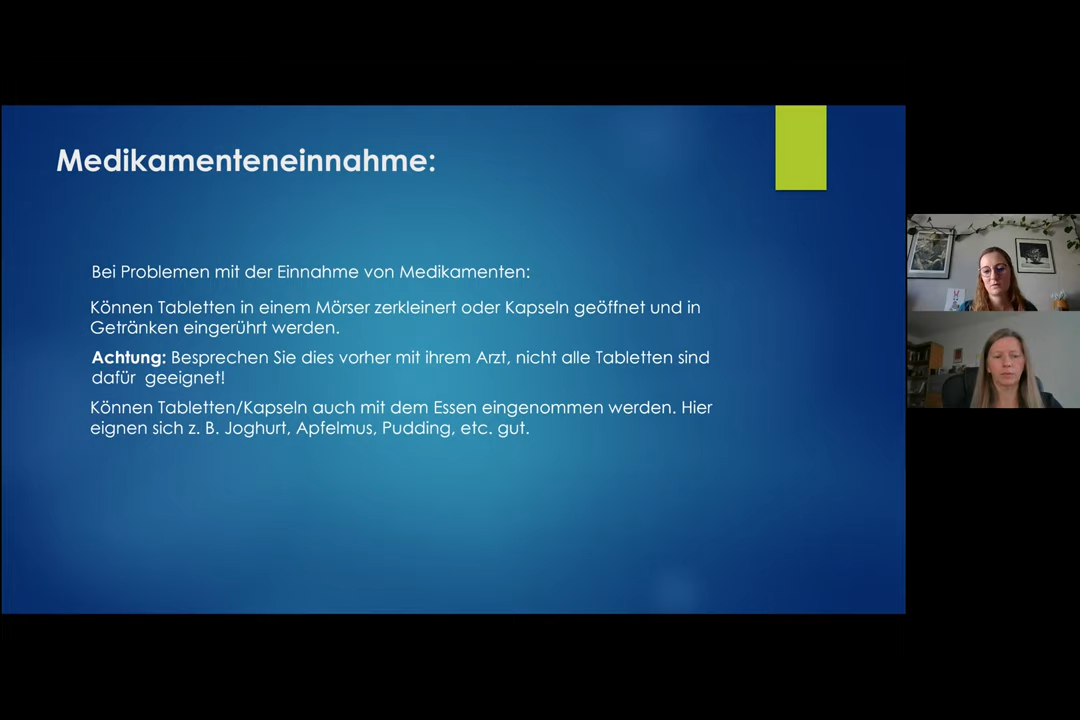 Medikamenteneinnahme:
Bei Problemen mit der Einnahme von Medikamenten:
Können Tabletten in einem Mörser zerkleinert oder Kapseln geöffnet und in
Getränken eingerührt werden.
Achtung: Besprechen Sie dies vorher mit ihrem Arzt, nicht alle Tabletten sind
dafür geeignet!
Können Tabletten/Kapseln auch mit dem Essen eingenommen werden. Hier
eignen sich z. B. Joghurt, Apfelmus, Pudding, etc. gut.